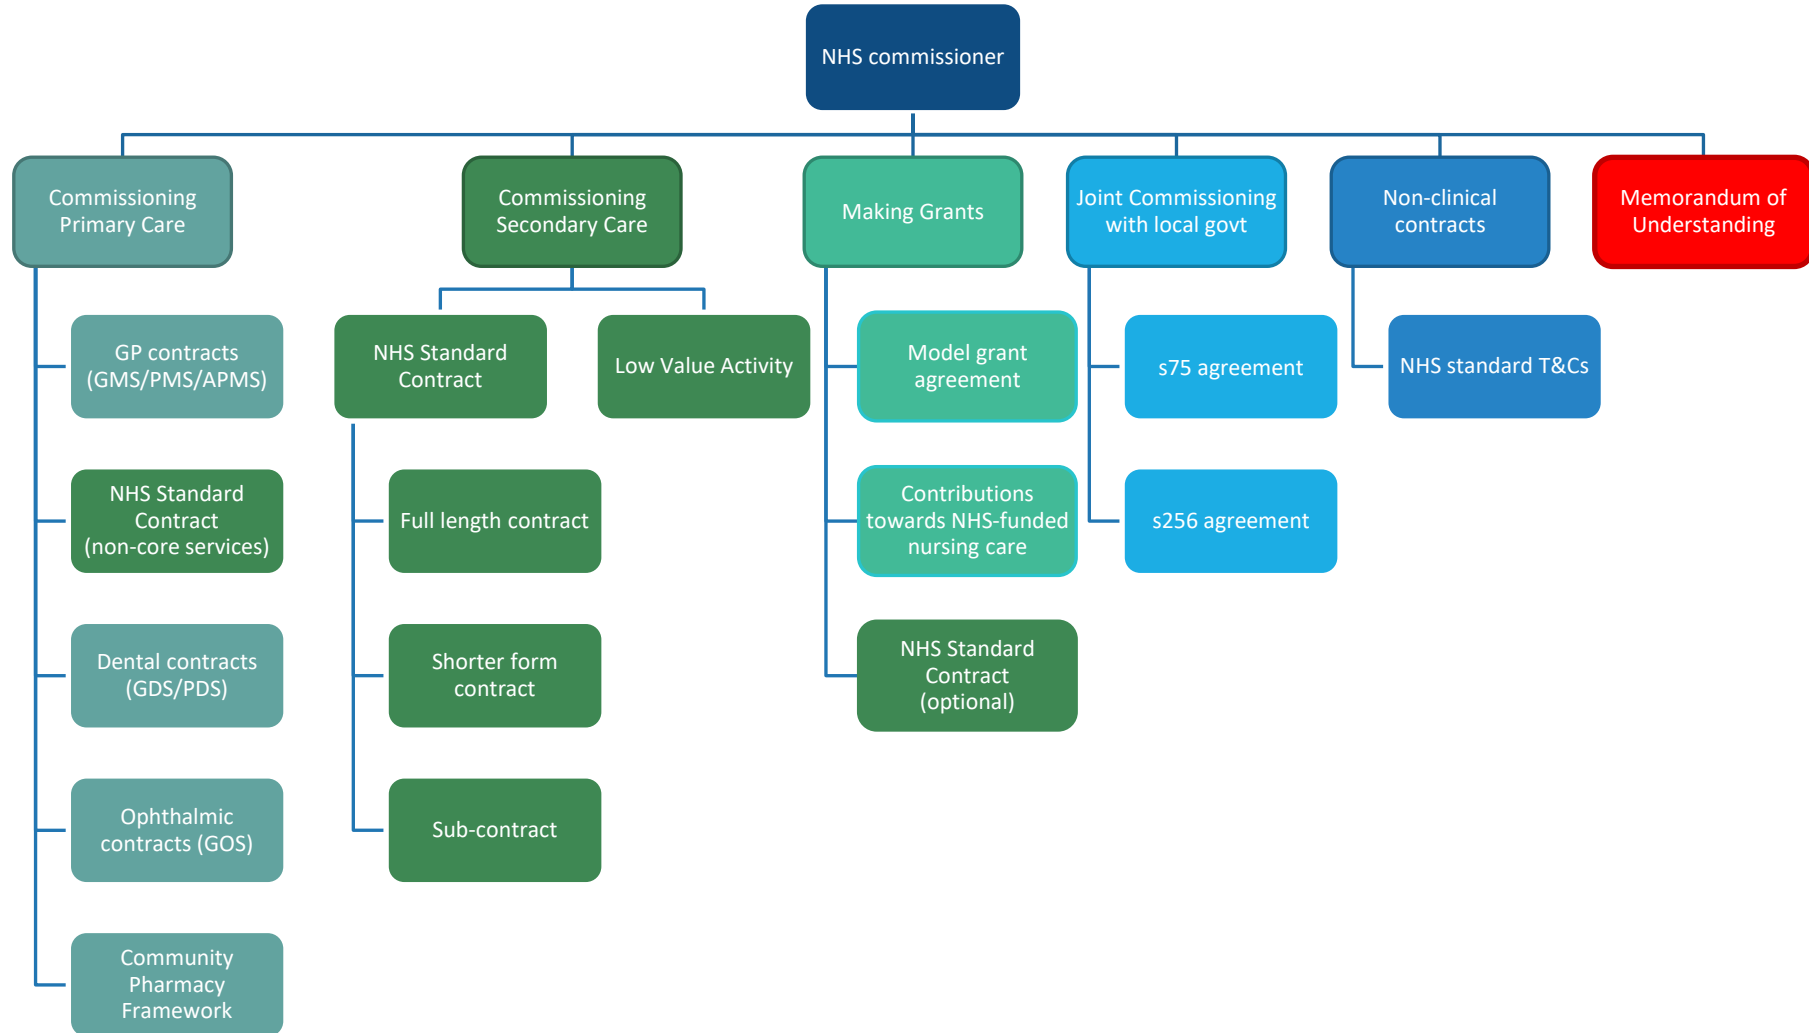 NHS commissioner
Commissioning
Primary Care
Commissioning
Secondary Care
Making Grants
Joint Commissioning
with local govt
Non-clinical
contracts
Memorandum of
Understanding
GP contracts
(GMS/PMS/APMS)
NHS Standard
Contract
(non-core services)
Dental contracts
(GDS/PDS)
Ophthalmic
contracts (GOS)
Community
Pharmacy
Framework
NHS Standard
Contract
Low Value Activity
Full length contract
Shorter form
contract
Sub-contract
Model grant
agreement
Contributions
towards NHS-funded
nursing care
NHS Standard
Contract
(optional)
s75 agreement
s256 agreement
NHS standard T&Cs